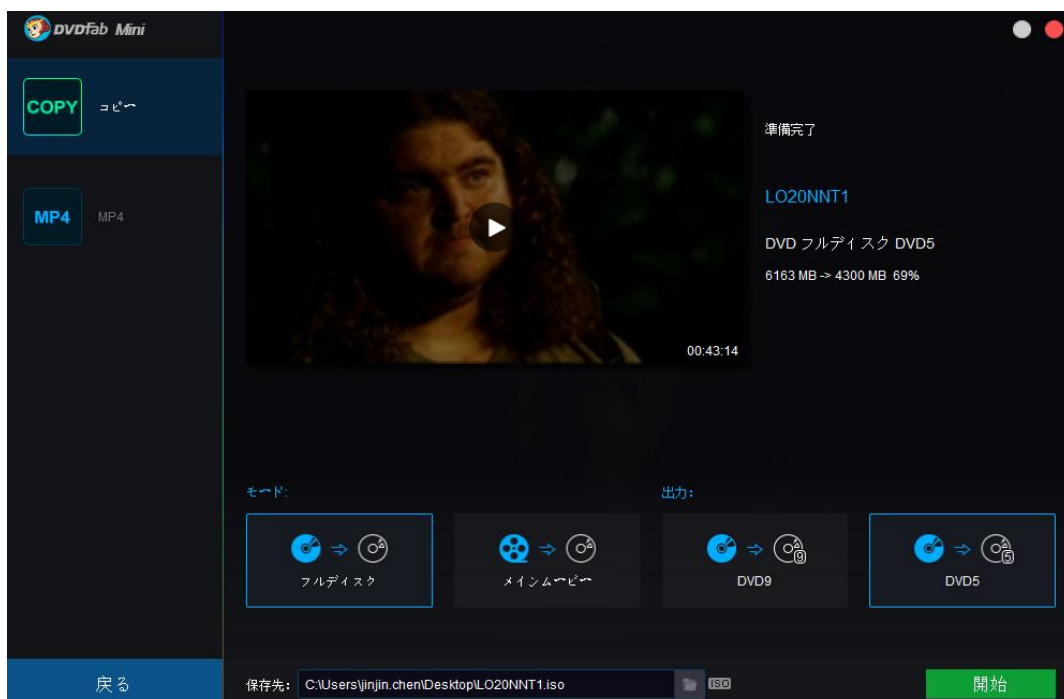 DVDfab Mini
COPY コピー
MP4 MP4
準備完了
LO20NNT1
DVD フルディスク DVD5
6163 MB -> 4300 MB 69%
00:43:14
モード:
出力:
フルディスク
メインムービー
9
DVD9
5
DVD5
戻る
保存先: C:\Users\jinjin.chen\Desktop\LO20NNT1.iso ISO
開始